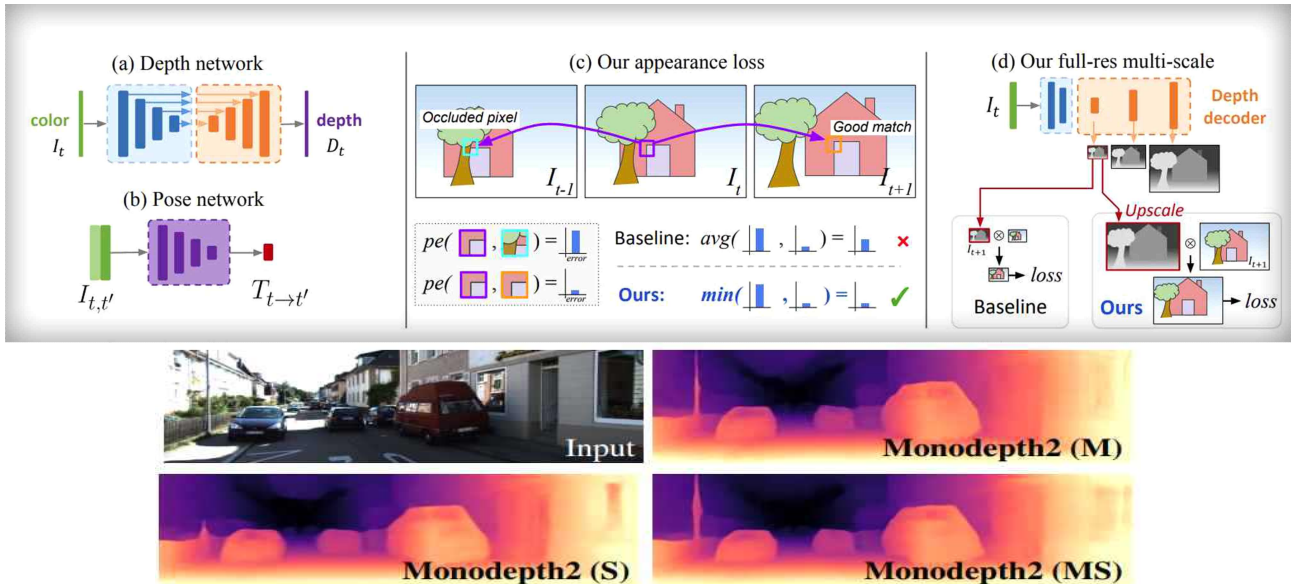 (a) Depth network
color
I_t
depth
D_t
(b) Pose network
I_{t,t'}
T_{t→t'}
(c) Our appearance loss
Occluded pixel
Good match
I_{t-1}
I_t
I_{t+1}
pe( , ) =
error
pe( , ) =
error
Baseline: avg( , ) = ×
Ours: min( , ) = ✓
(d) Our full-res multi-scale
I_t
Depth
decoder
Upscale
⊗
I_{t+1}
loss
Baseline
⊗
I_{t+1}
loss
Ours
Input
Monodepth2 (M)
Monodepth2 (S)
Monodepth2 (MS)